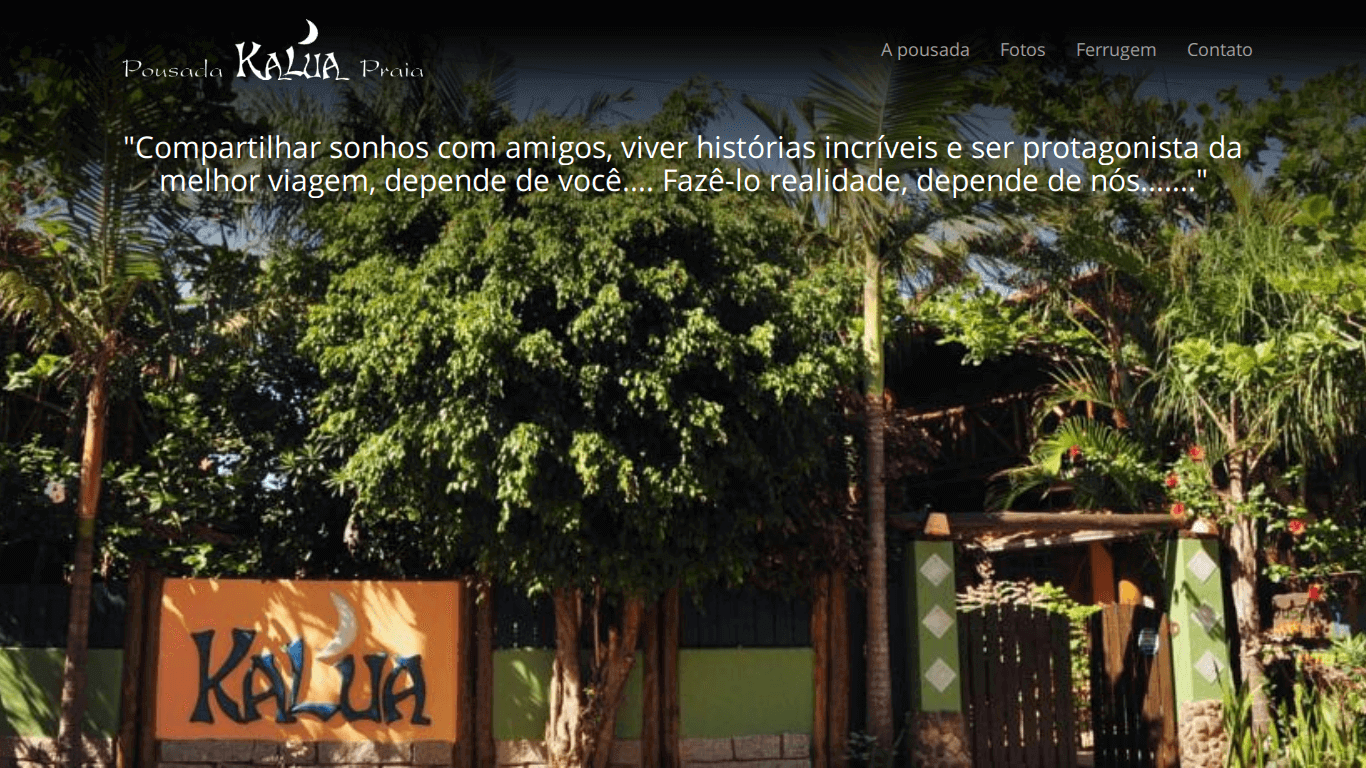 Pousada KALUA Praia
A pousada Fotos Ferrugem Contato
"Compartilhar sonhos com amigos, viver histórias incríveis e ser protagonista da
melhor viagem, depende de você.... Fazê-lo realidade, depende de nós......."
KALUA